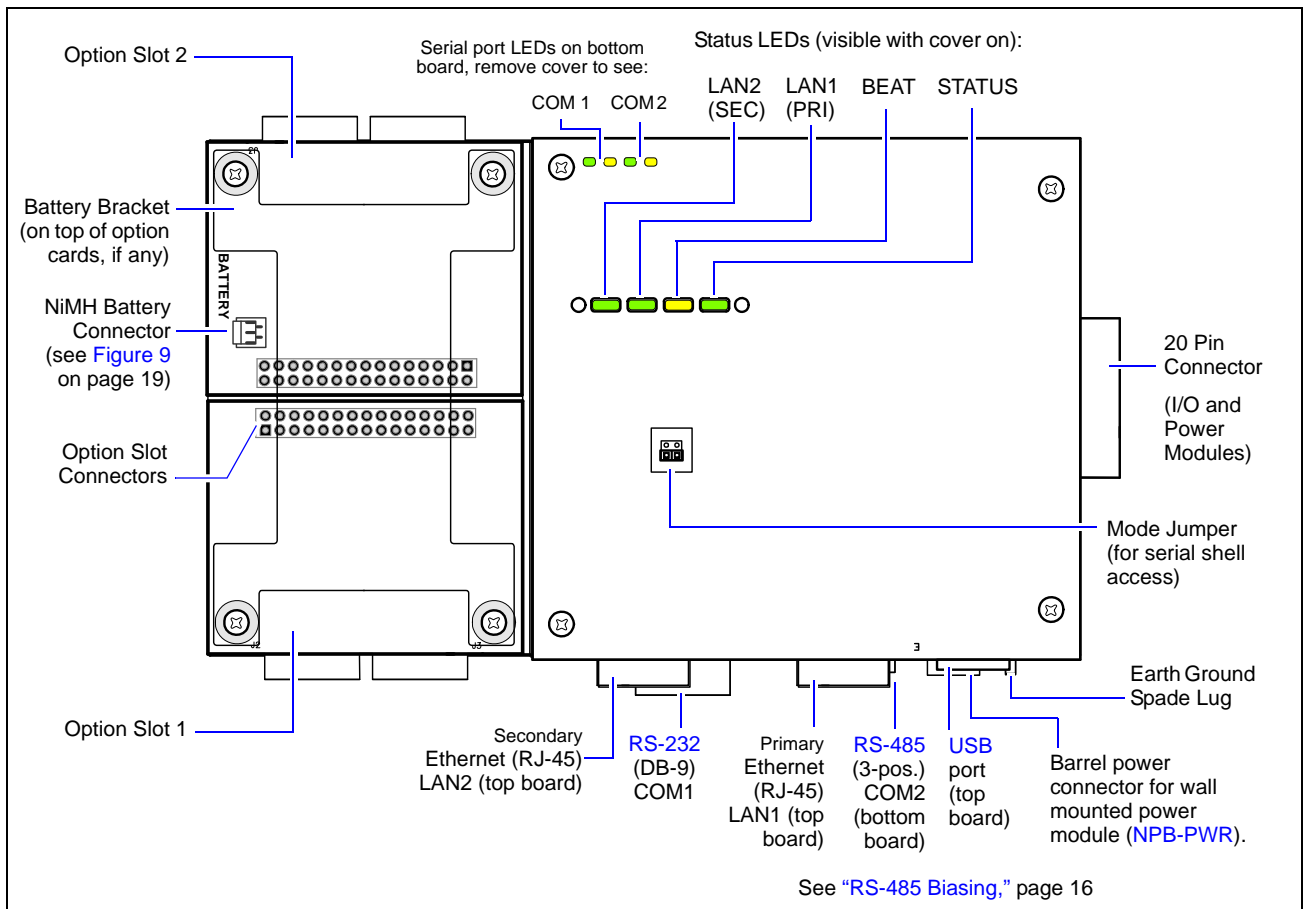 Option Slot 2
Serial port LEDs on bottom
board, remove cover to see:
COM 1
COM 2
Status LEDs (visible with cover on):
LAN2
(SEC)
LAN1
(PRI)
BEAT
STATUS
Battery Bracket
(on top of option
cards, if any)
BATTERY
NiMH Battery
Connector
(see Figure 9
on page 19)
Option Slot
Connectors
20 Pin
Connector
(I/O and
Power
Modules)
Mode Jumper
(for serial shell
access)
J2
J3
3
Option Slot 1
Earth Ground
Spade Lug
Secondary
Ethernet (RJ-45)
LAN2 (top board)
RS-232
(DB-9)
COM1
Primary
Ethernet
(RJ-45)
LAN1 (top
board)
RS-485
(3-pos.)
COM2
(bottom
board)
USB
port
(top
board)
Barrel power
connector for wall
mounted power
module (NPB-PWR).
See “RS-485 Biasing,” page 16